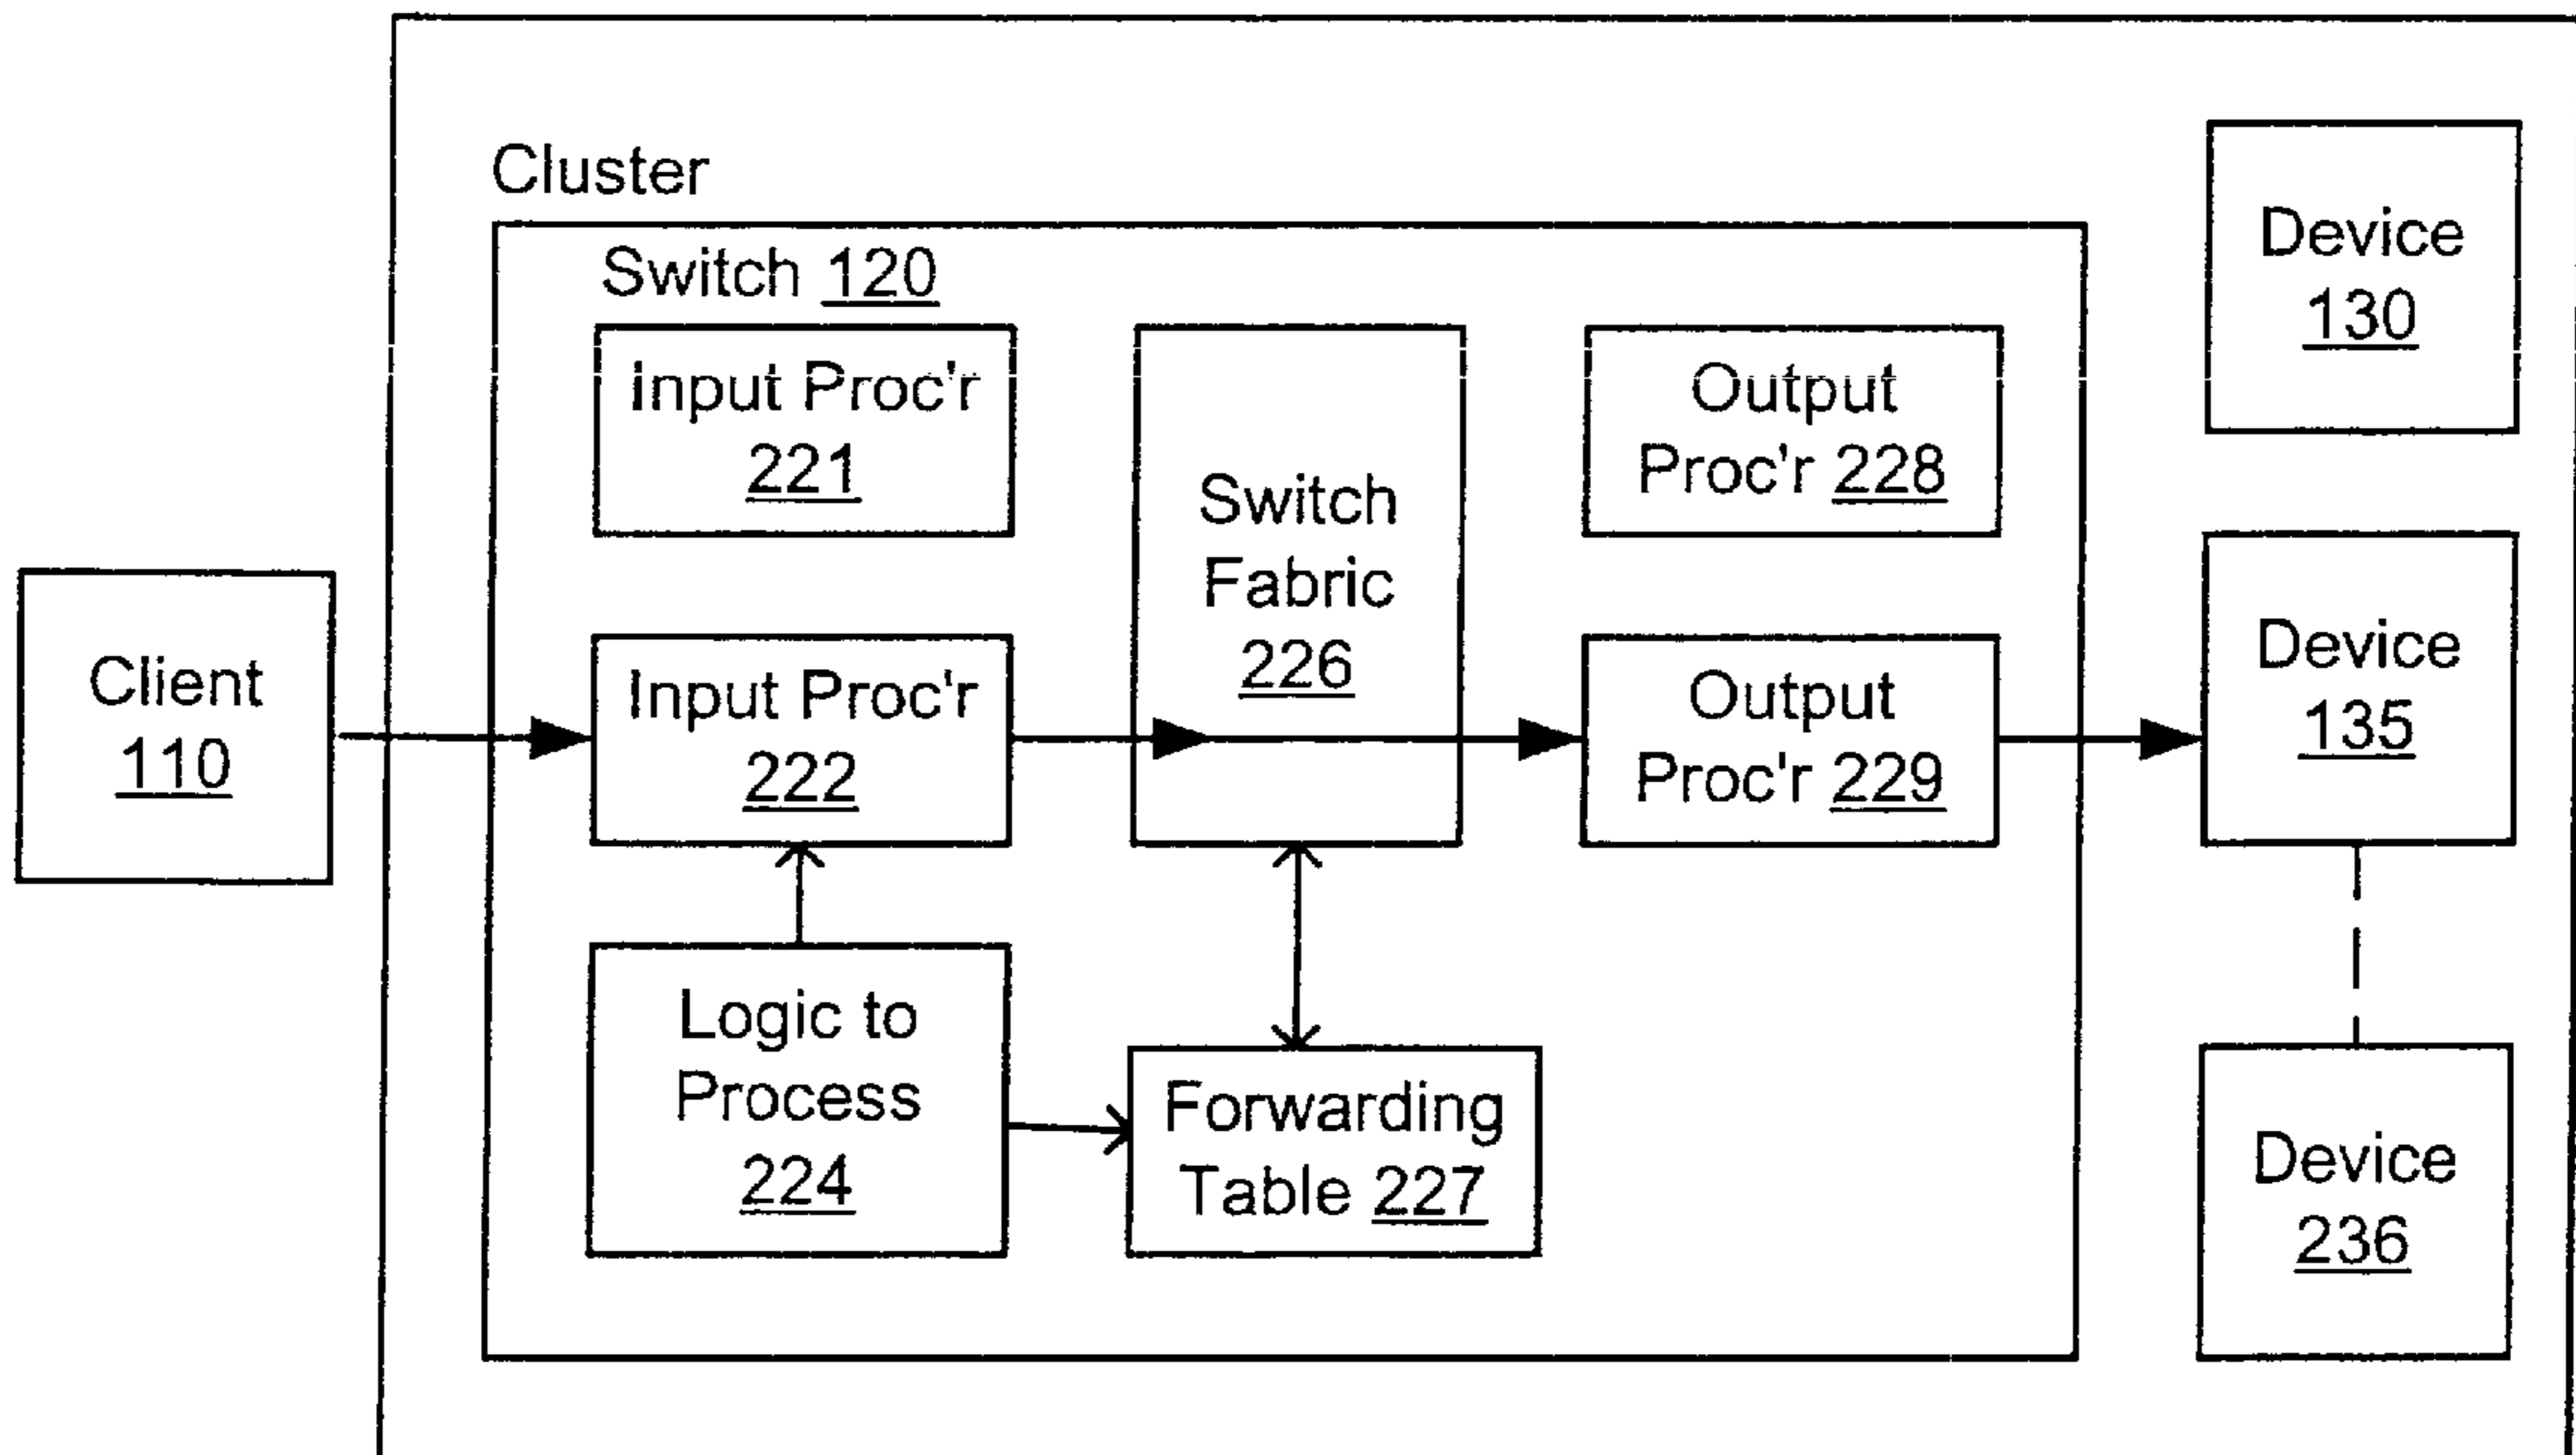 Cluster
Switch 120
Input Proc'r
221
Switch
Fabric
226
Output
Proc'r 228
Device
130
Client
110
Input Proc'r
222
Output
Proc'r 229
Device
135
Logic to
Process
224
Forwarding
Table 227
Device
236